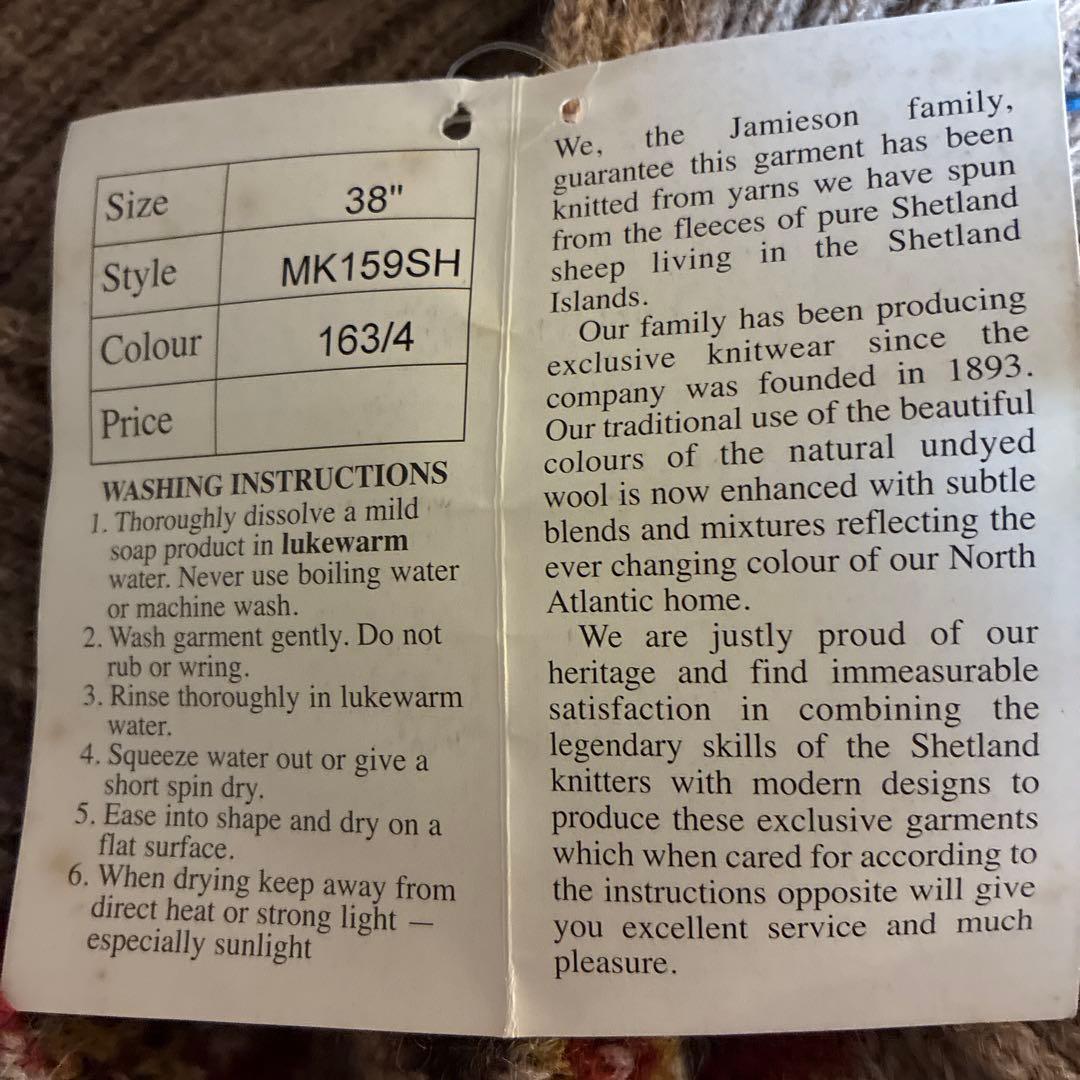 Size 38"
Style MK159SH
Colour 163/4
Price
WASHING INSTRUCTIONS
1. Thoroughly dissolve a mild
soap product in lukewarm
water. Never use boiling water
or machine wash.
2. Wash garment gently. Do not
rub or wring.
3. Rinse thoroughly in lukewarm
water.
4. Squeeze water out or give a
short spin dry.
5. Ease into shape and dry on a
flat surface.
6. When drying keep away from
direct heat or strong light —
especially sunlight
We, the Jamieson family,
guarantee this garment has been
knitted from yarns we have spun
from the fleeces of pure Shetland
sheep living in the Shetland
Islands.
Our family has been producing
exclusive knitwear since the
company was founded in 1893.
Our traditional use of the beautiful
colours of the natural undyed
wool is now enhanced with subtle
blends and mixtures reflecting the
ever changing colour of our North
Atlantic home.
We are justly proud of our
heritage and find immeasurable
satisfaction in combining the
legendary skills of the Shetland
knitters with modern designs to
produce these exclusive garments
which when cared for according to
the instructions opposite will give
you excellent service and much
pleasure.